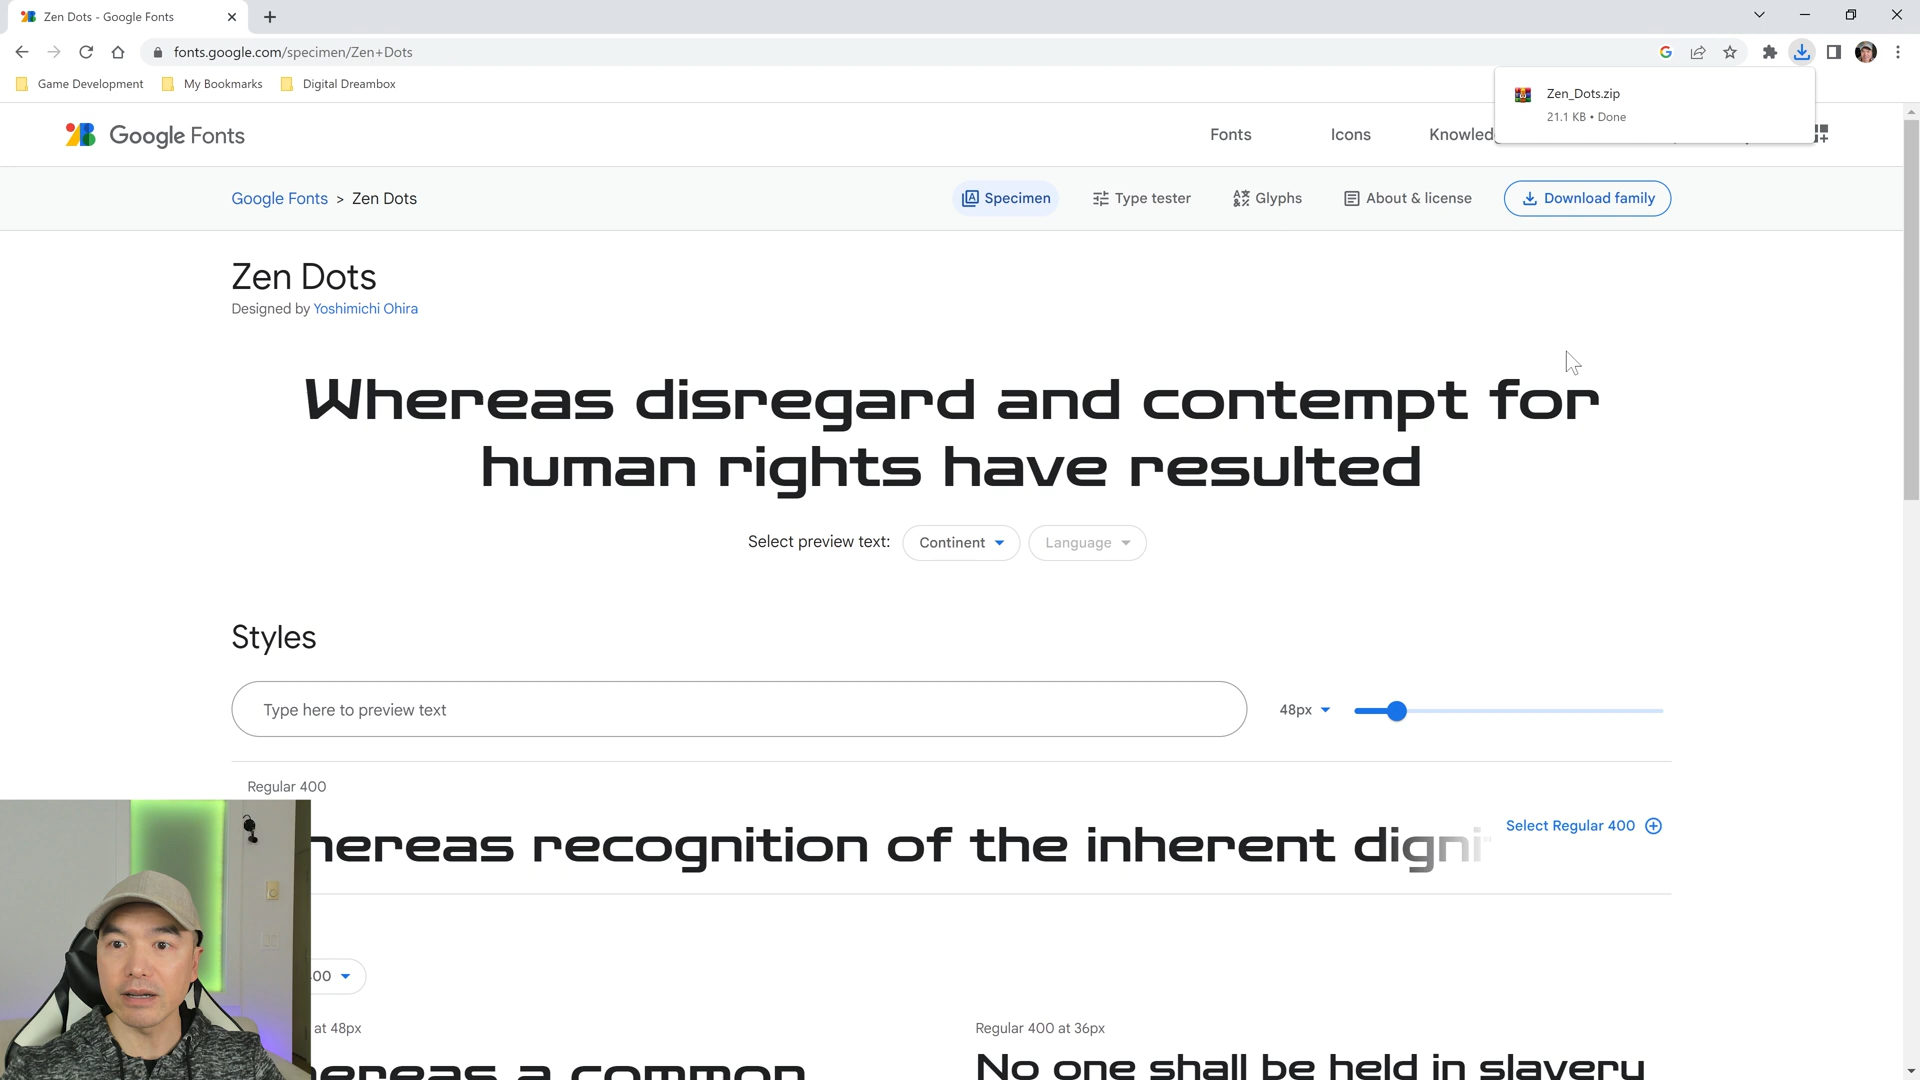 Zen Dots - Google Fonts
fonts.google.com/specimen/Zen+Dots
Game Development
My Bookmarks
Digital Dreambox
Zen_Dots.zip
21.1 KB • Done
Google Fonts
Fonts
Icons
Knowled
Google Fonts > Zen Dots
Specimen
Type tester
Glyphs
About & license
Download family
Zen Dots
Designed by Yoshimichi Ohira
Whereas disregard and contempt for
human rights have resulted
Select preview text:
Continent
Language
Styles
Type here to preview text
48px
Regular 400
hereas recognition of the inherent digni
Select Regular 400
00
at 48px
Regular 400 at 36px
ereas a common
No one shall be held in slavery